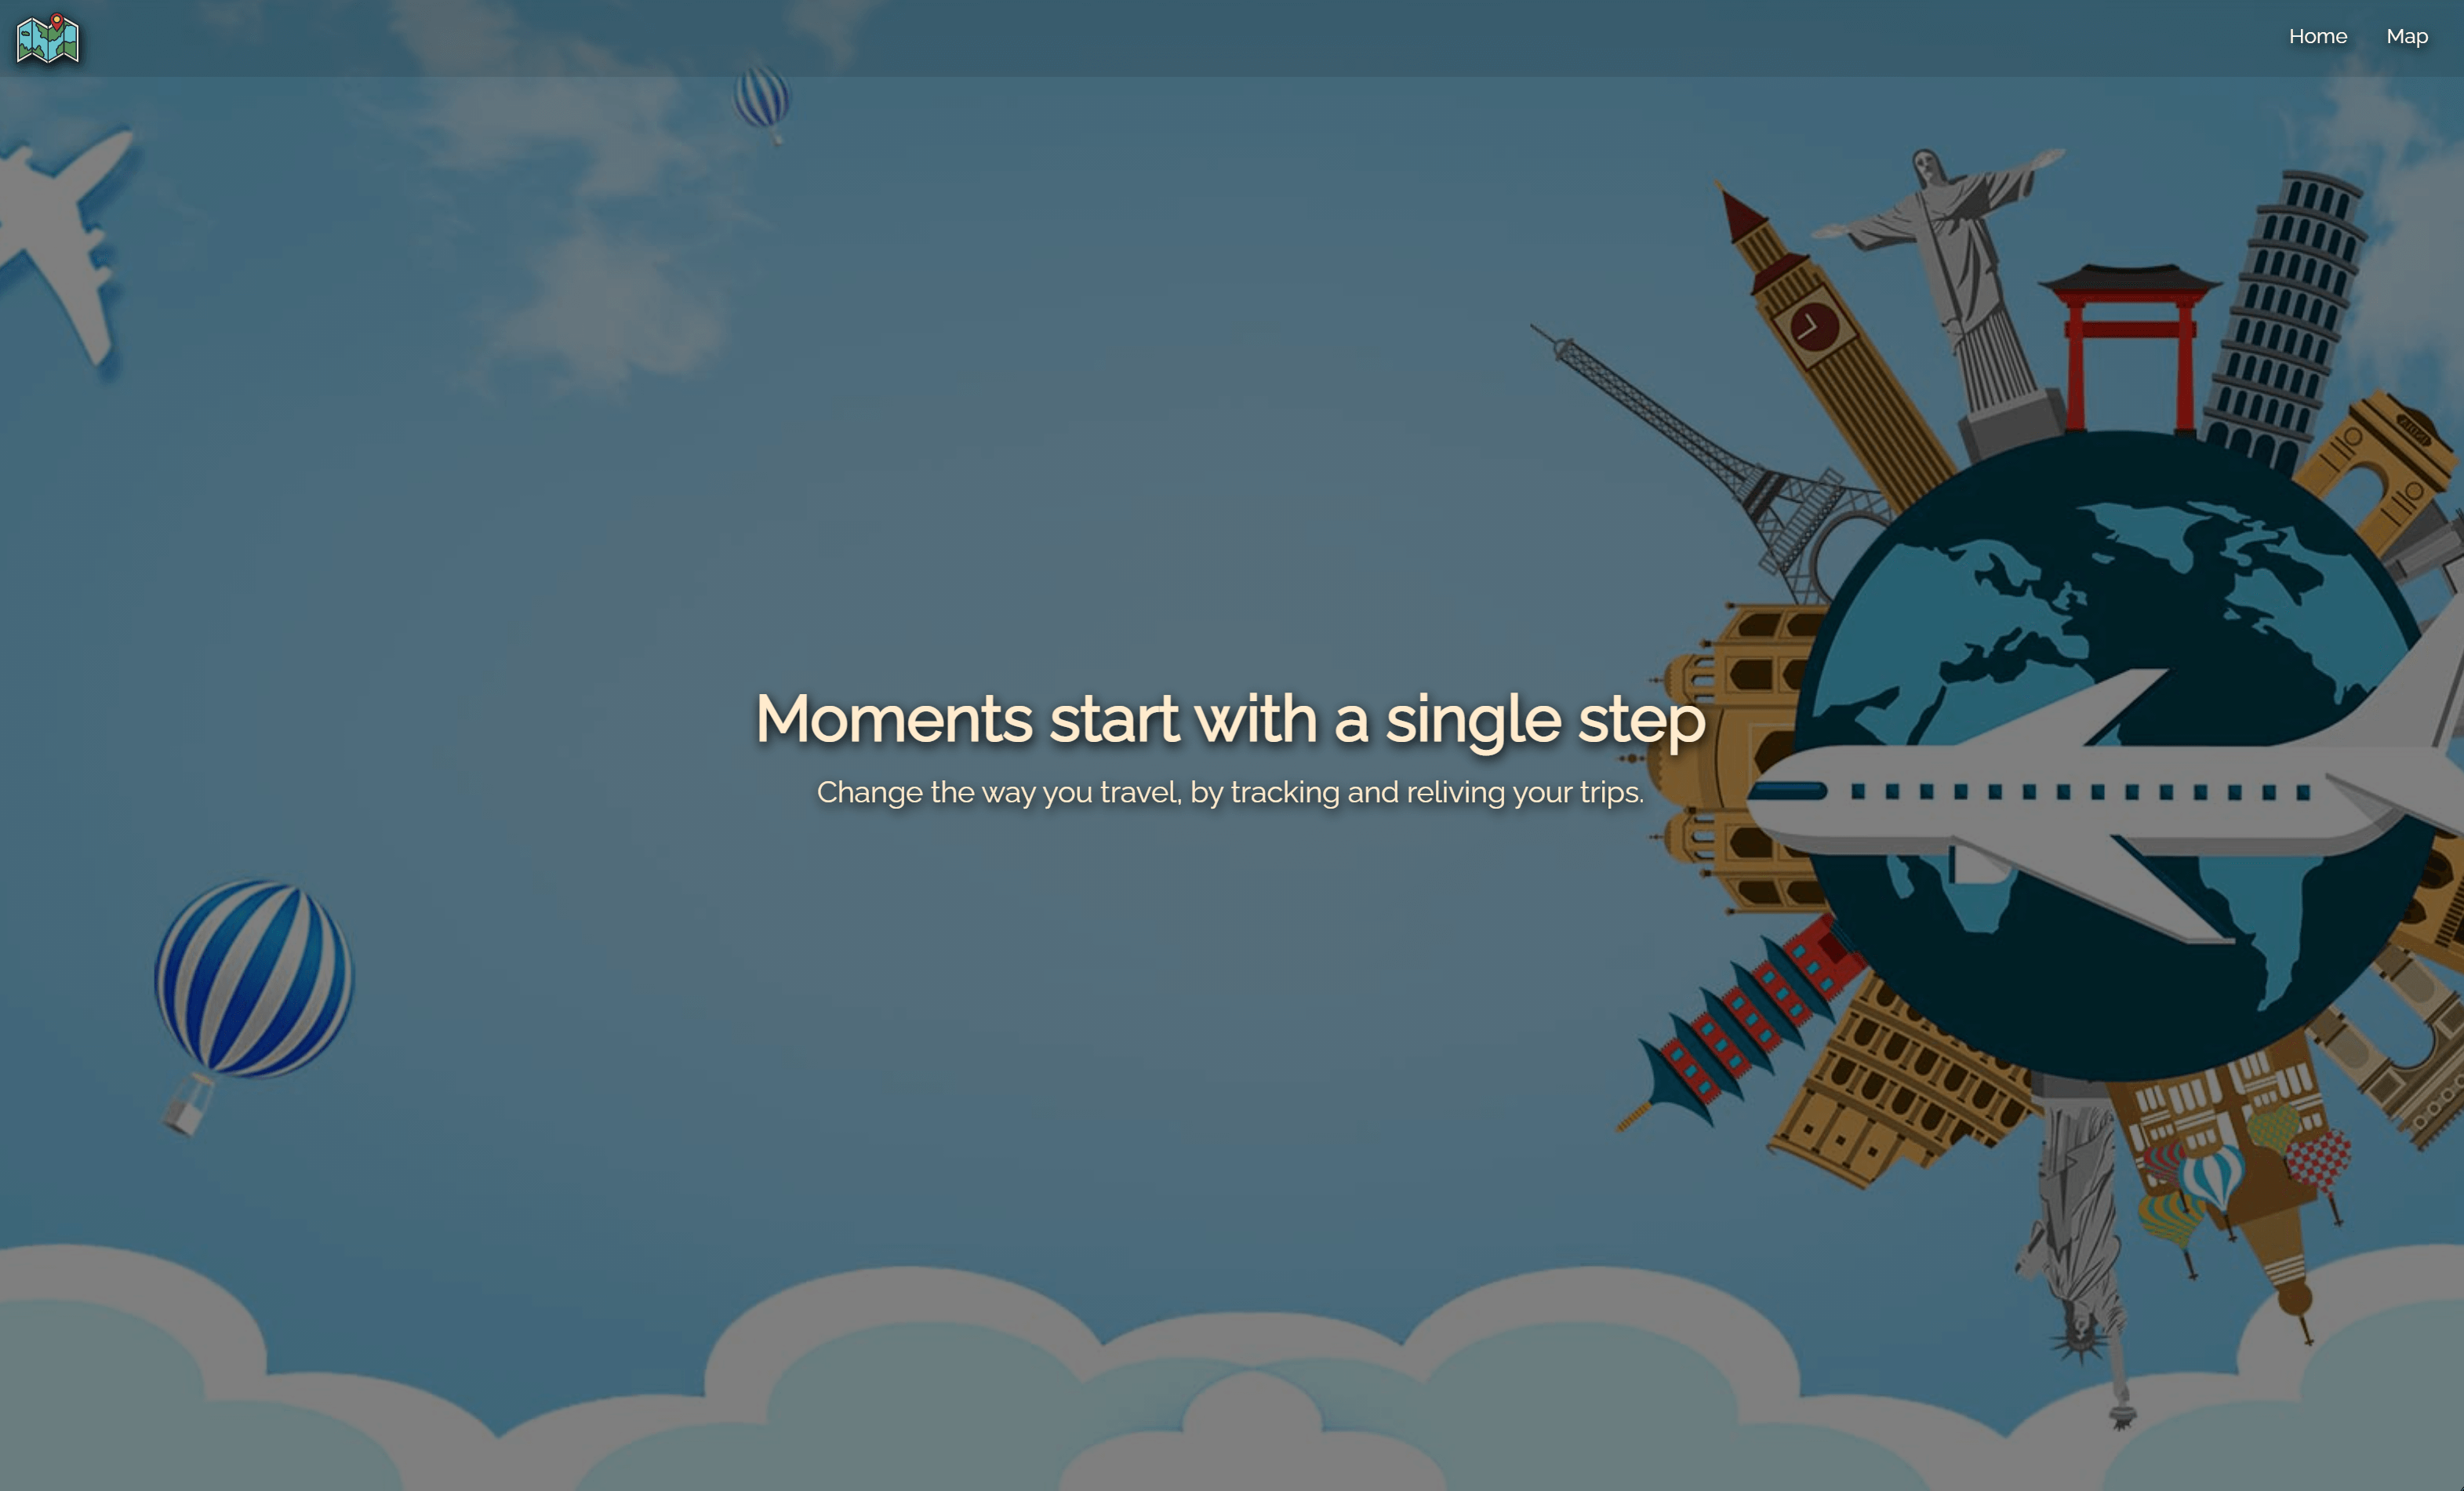 Home Map
Moments start with a single step
Change the way you travel, by tracking and reliving your trips.